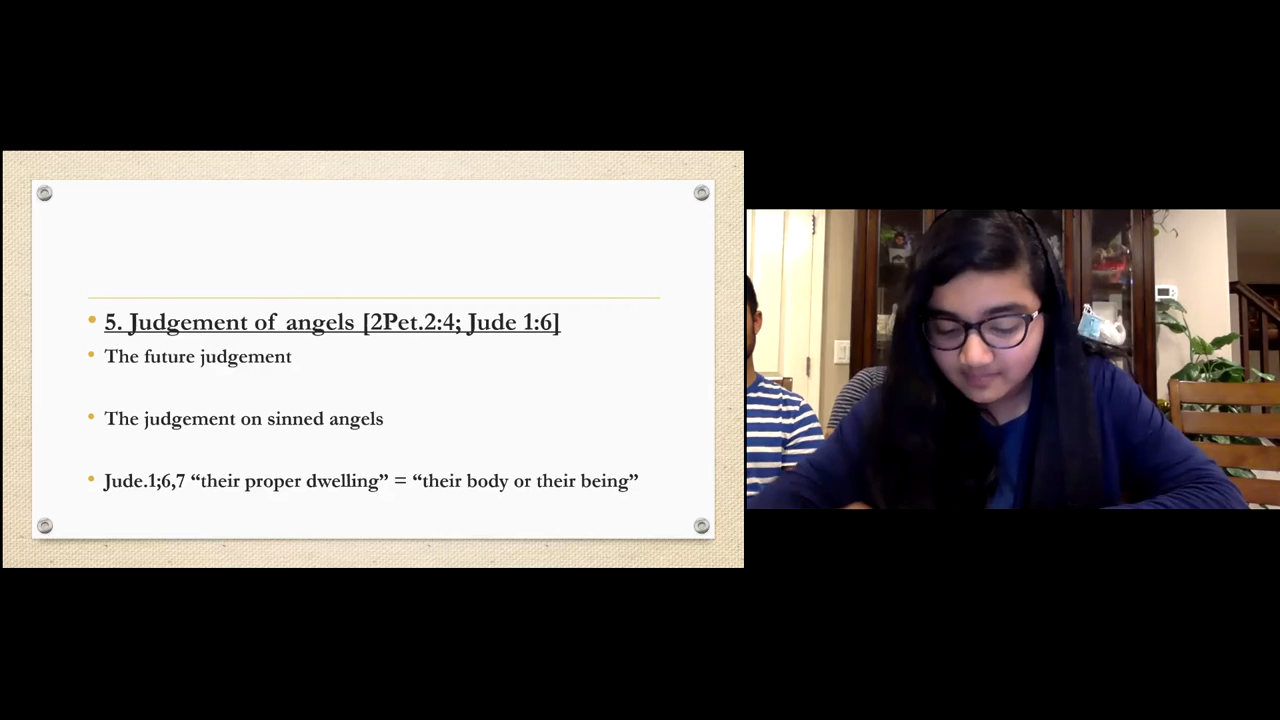 5. Judgement of angels [2Pet.2:4; Jude 1:6]
The future judgement
The judgement on sinned angels
Jude.1;6,7 “their proper dwelling” = “their body or their being”